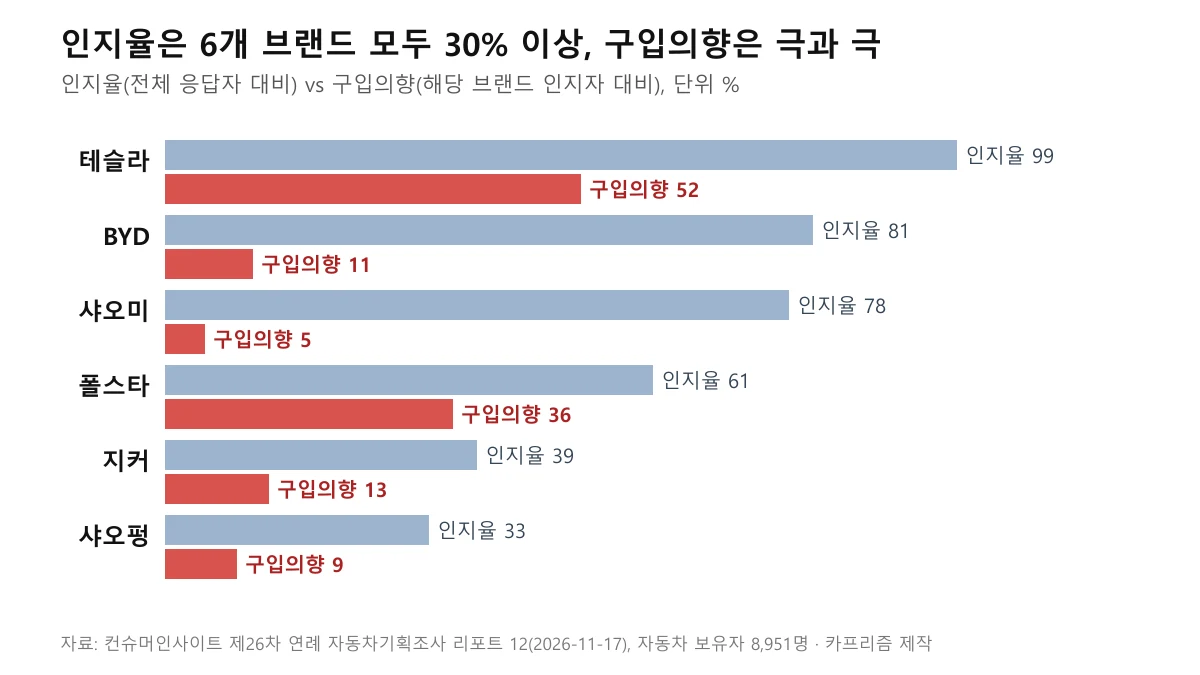 인지율은 6개 브랜드 모두 30% 이상, 구입의향은 극과 극
인지율(전체 응답자 대비) vs 구입의향(해당 브랜드 인지자 대비), 단위 %
테슬라
인지율 99
구입의향 52
BYD
인지율 81
구입의향 11
샤오미
인지율 78
구입의향 5
폴스타
인지율 61
구입의향 36
지커
인지율 39
구입의향 13
샤오펑
인지율 33
구입의향 9
자료: 컨슈머인사이트 제26차 연례 자동차기획조사 리포트 12(2026-11-17), 자동차 보유자 8,951명 · 카프리즘 제작